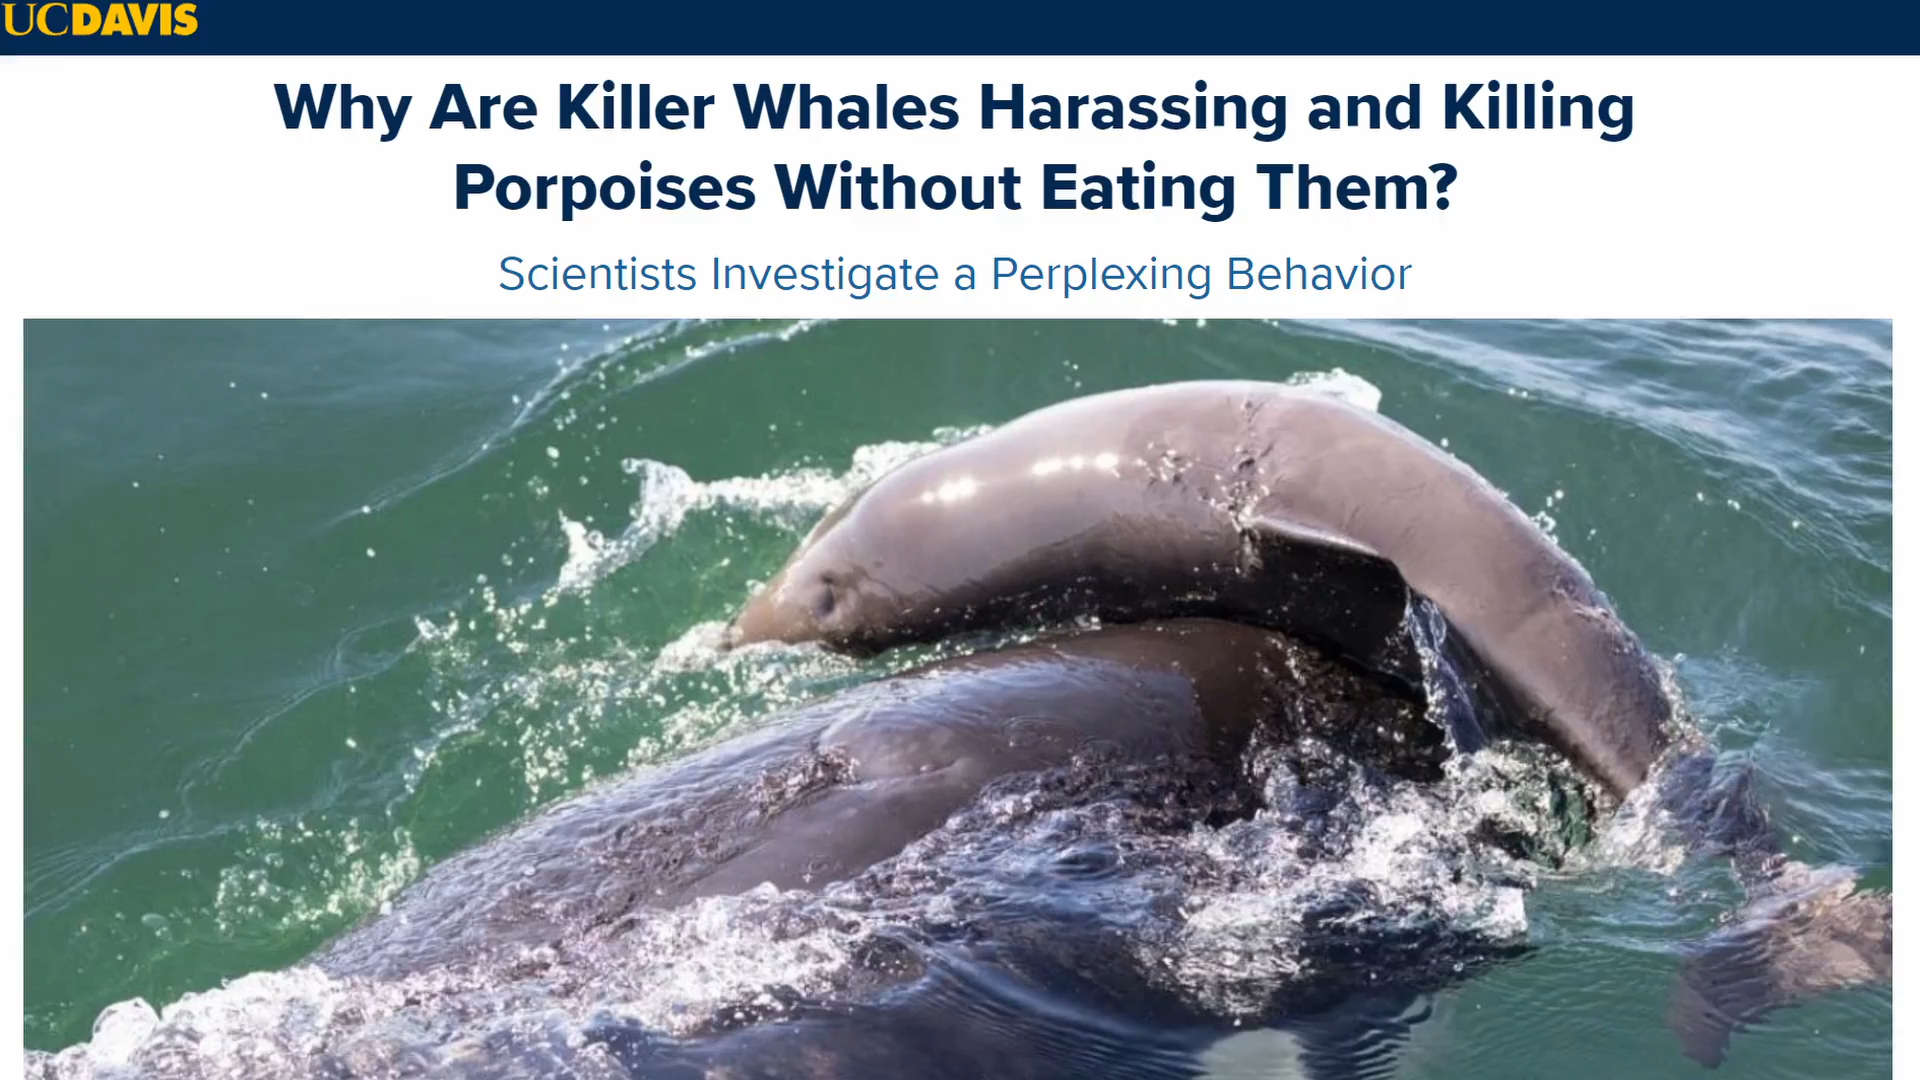 UCDAVIS
Why Are Killer Whales Harassing and Killing
Porpoises Without Eating Them?
Scientists Investigate a Perplexing Behavior